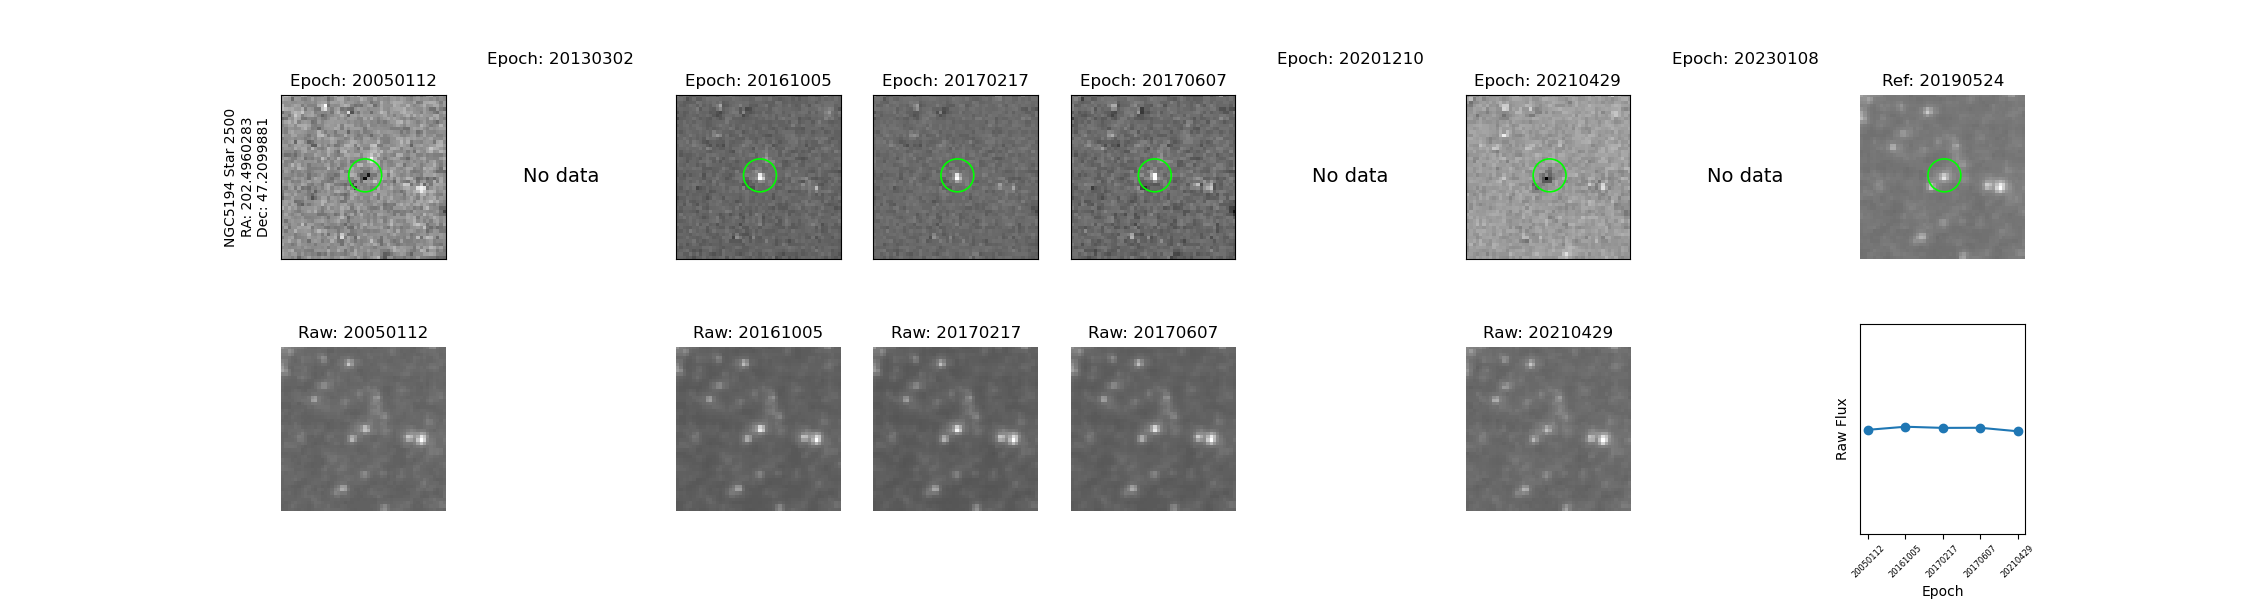 Epoch: 20130302
Epoch: 20201210
Epoch: 20230108
Epoch: 20050112
Epoch: 20161005
Epoch: 20170217
Epoch: 20170607
Epoch: 20210429
Ref: 20190524
NGC5194 Star 2500
RA: 202.4960283
Dec: 47.2099881
No data
No data
No data
Raw: 20050112
Raw: 20161005
Raw: 20170217
Raw: 20170607
Raw: 20210429
Raw Flux
20050112
20161005
20170217
20170607
20210429
Epoch